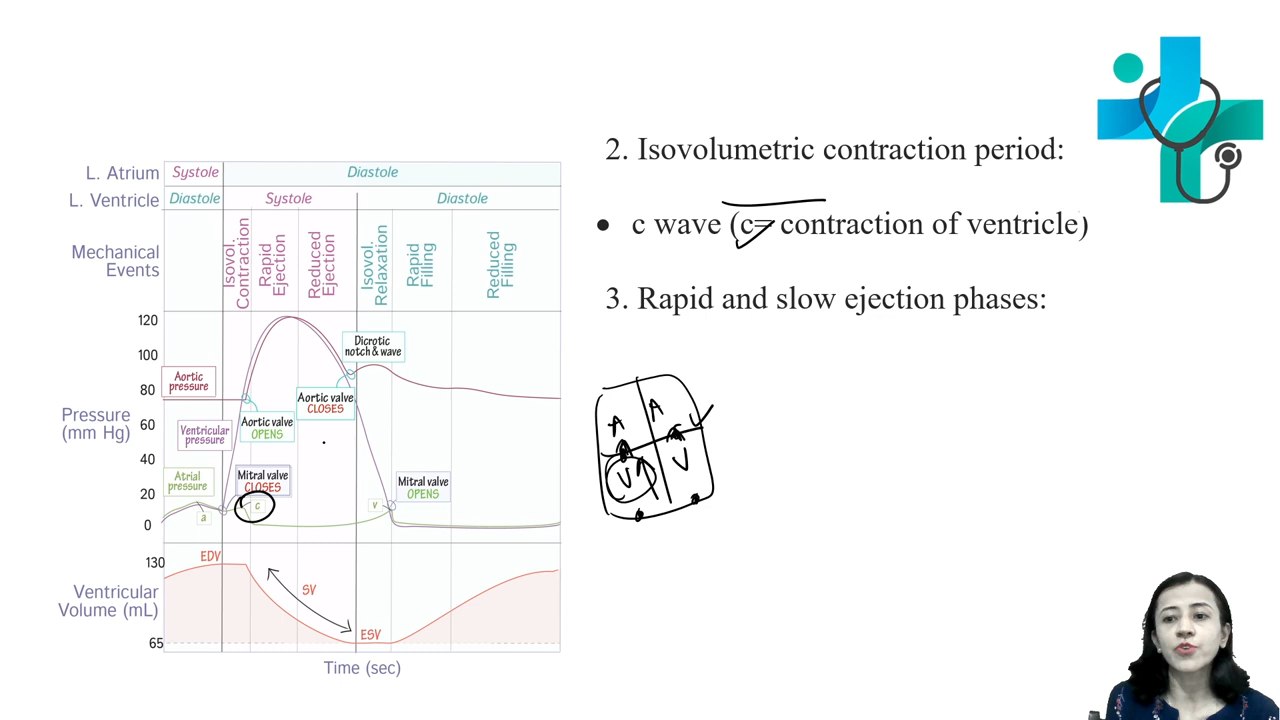 2. Isovolumetric contraction period:
• c wave (c= contraction of ventricle)
3. Rapid and slow ejection phases:
L. Atrium
Systole
Diastole
L. Ventricle
Diastole
Systole
Diastole
Mechanical
Events
Isovol.
Contraction
Rapid
Ejection
Reduced
Ejection
Isovol.
Relaxation
Rapid
Filling
Reduced
Filling
Pressure
(mm Hg)
120
100
80
60
40
20
0
Aortic
pressure
Ventricular
pressure
Atrial
pressure
Aortic valve
OPENS
Mitral valve
CLOSES
Aortic valve
CLOSES
Dicrotic
notch & wave
Mitral valve
OPENS
a
c
v
Ventricular
Volume (mL)
130
65
EDV
SV
ESV
Time (sec)
A A
V V